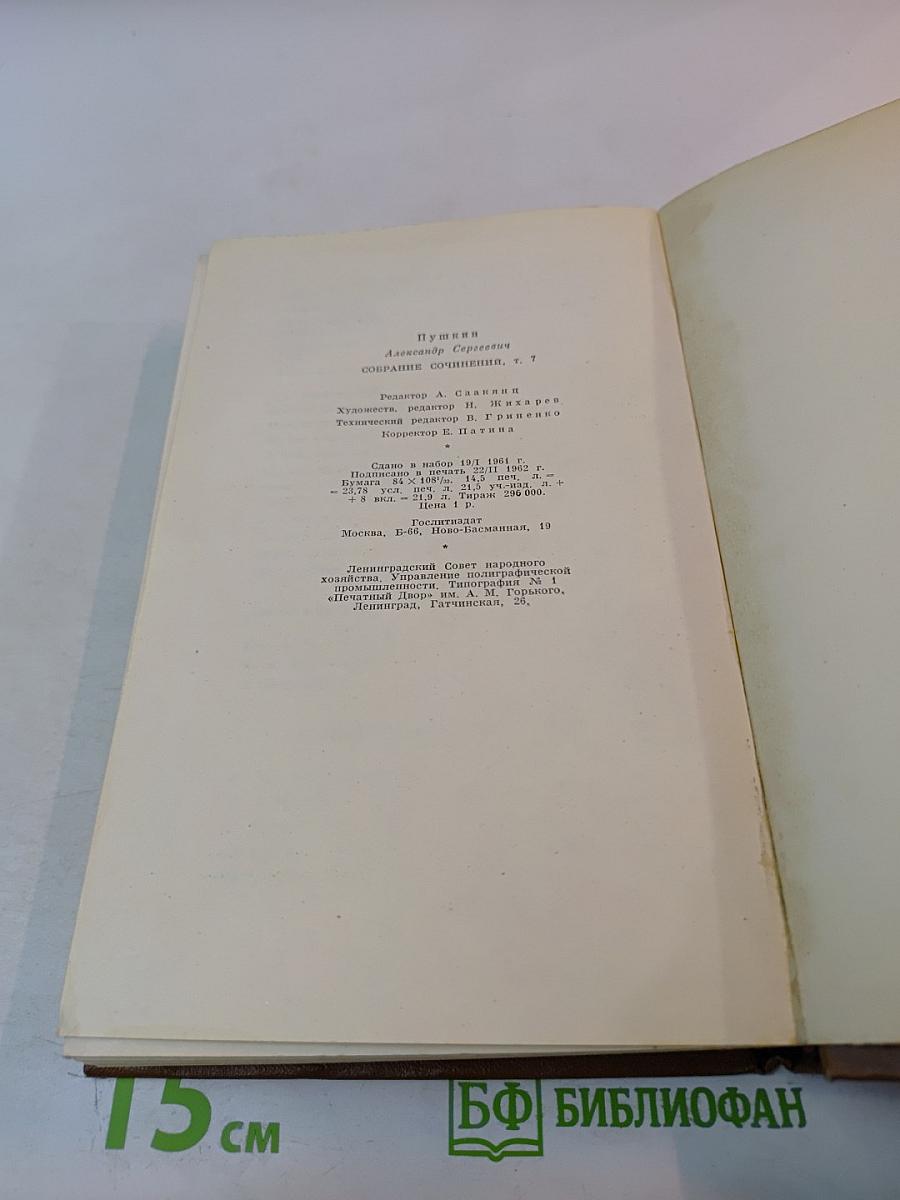 Пушкин
Александр Сергеевич
СОБРАНИЕ СОЧИНЕНИЙ, т. 7
Редактор А. Саакянц
Художеств. редактор Н. Жихарев
Технический редактор В. Гриненко
Корректор Е. Патина
*
Сдано в набор 19/I 1961 г.
Подписано в печать 22/II 1962 г.
Бумага 84 × 108¹/₃₂. 14,5 печ. л. =
= 23,78 усл. печ. л. 21,5 уч.-изд. л. +
+ 8 вкл. = 21,9 л. Тираж 296 000.
Цена 1 р.
Гослитиздат
Москва, Б-66, Ново-Басманная, 19
*
Ленинградский Совет народного
хозяйства. Управление полиграфической
промышленности. Типография № 1
«Печатный Двор» им. А. М. Горького.
Ленинград, Гатчинская, 26.
15 см
БФ БИБЛИОФАН